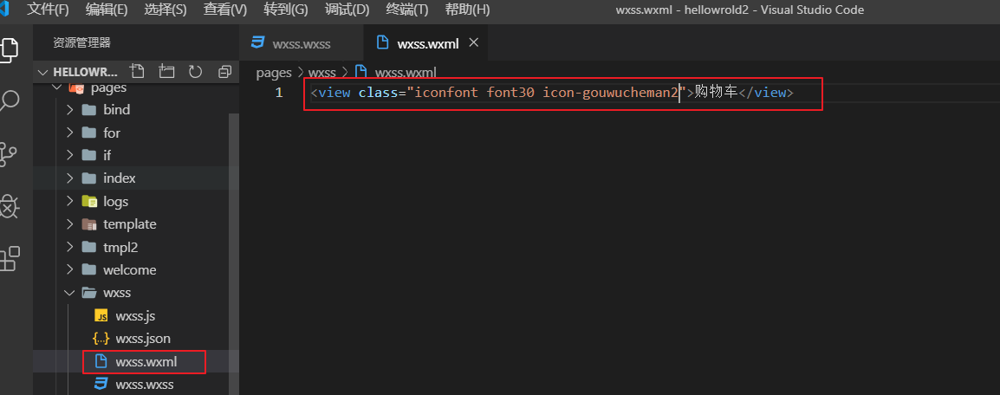 文件(F) 编辑(E) 选择(S) 查看(V) 转到(G) 调试(D) 终端(T) 帮助(H) wxss.wxml - hellowrold2 - Visual Studio Code
资源管理器
wxss.wxss wxss.wxml
HELLOWR...
pages > wxss > wxss.wxml
1 <view class="iconfont font30 icon-gouwucheman2">购物车</view>
pages
bind
for
if
index
JS logs
template
tmpl2
welcome
wxss
JS wxss.js
{..} wxss.json
wxss.wxml
wxss.wxss